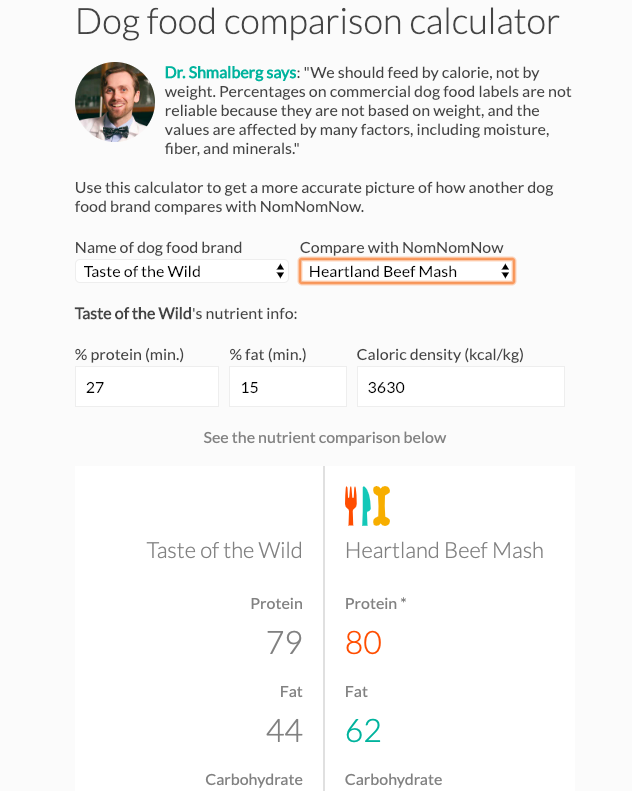 Dog food comparison calculator
Dr. Shmalberg says: "We should feed by calorie, not by
weight. Percentages on commercial dog food labels are not
reliable because they are not based on weight, and the
values are affected by many factors, including moisture,
fiber, and minerals."
Use this calculator to get a more accurate picture of how another dog
food brand compares with NomNomNow.
Name of dog food brand
Compare with NomNomNow
Taste of the Wild
Heartland Beef Mash
Taste of the Wild's nutrient info:
% protein (min.)
% fat (min.)
Caloric density (kcal/kg)
27
15
3630
See the nutrient comparison below
Taste of the Wild
Heartland Beef Mash
Protein
Protein *
79
80
Fat
Fat
44
62
Carbohydrate
Carbohydrate